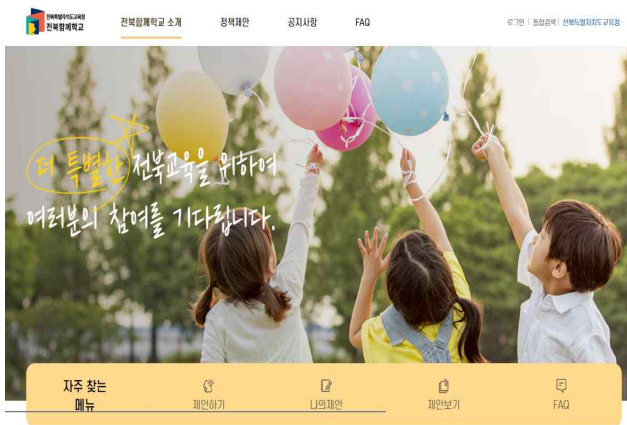 전북특별자치도교육청
전북함께학교
전북함께학교 소개
정책제안
공지사항
FAQ
로그인 | 통합검색 | 전북특별자치도교육청
더 특별한 전북교육을 위하여
여러분의 참여를 기다립니다.
자주 찾는
메뉴
제안하기
나의제안
제안보기
FAQ